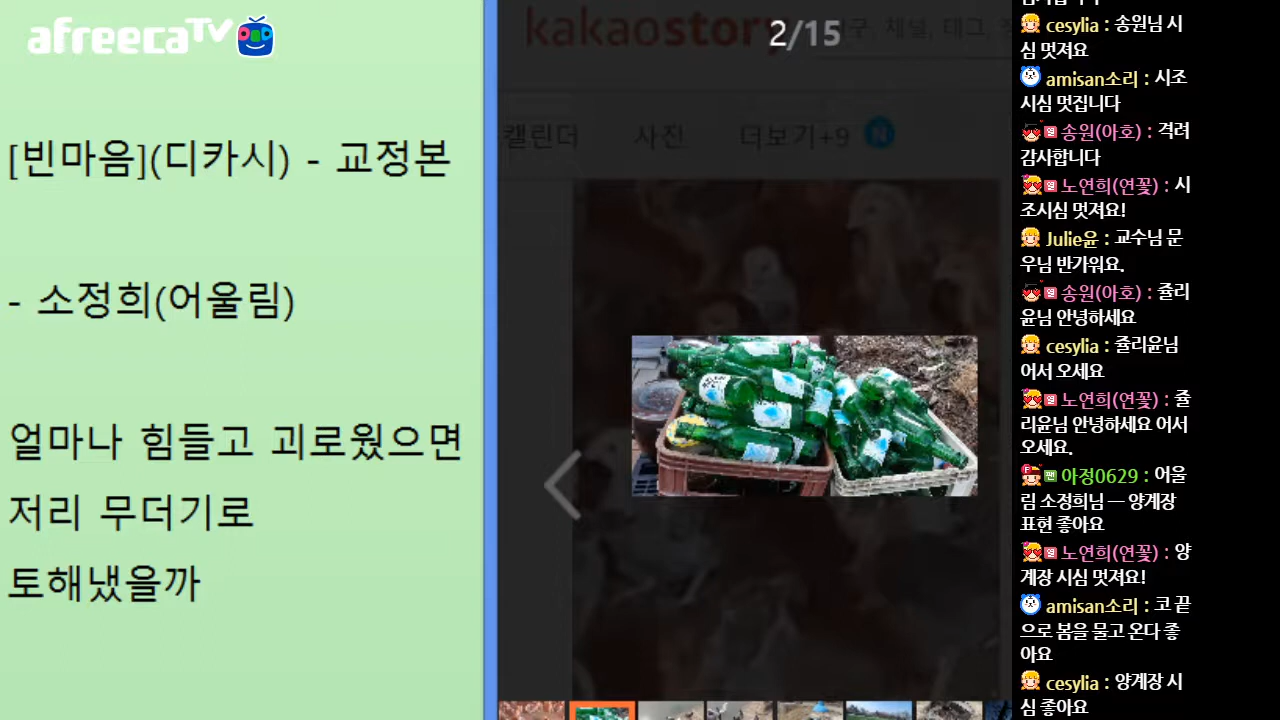 afreecaTV
[빈마음](디카시) - 교정본
- 소정희(어울림)
얼마나 힘들고 괴로웠으면
저리 무더기로
토해냈을까
kakaostory
2/15
채널, 태그,
캘린더
사진
더보기+9
N
cesylia : 송원님 시
심 멋져요
amisan소리 : 시조
시심 멋집니다
송원(아호) : 격려
감사합니다
노연희(연꽃) : 시
조시심 멋져요!
Julie윤 : 교수님 문
우님 반가워요.
송원(아호) : 쥴리
윤님 안녕하세요
cesylia : 쥴리윤님
어서 오세요
노연희(연꽃) : 쥴
리윤님 안녕하세요 어서
오세요.
아정0629 : 어울
림 소정희님 ㅡ 양계장
표현 좋아요
노연희(연꽃) : 양
계장 시심 멋져요!
amisan소리 : 코 끝
으로 봄을 물고 온다 좋
아요
cesylia : 양계장 시
심 좋아요